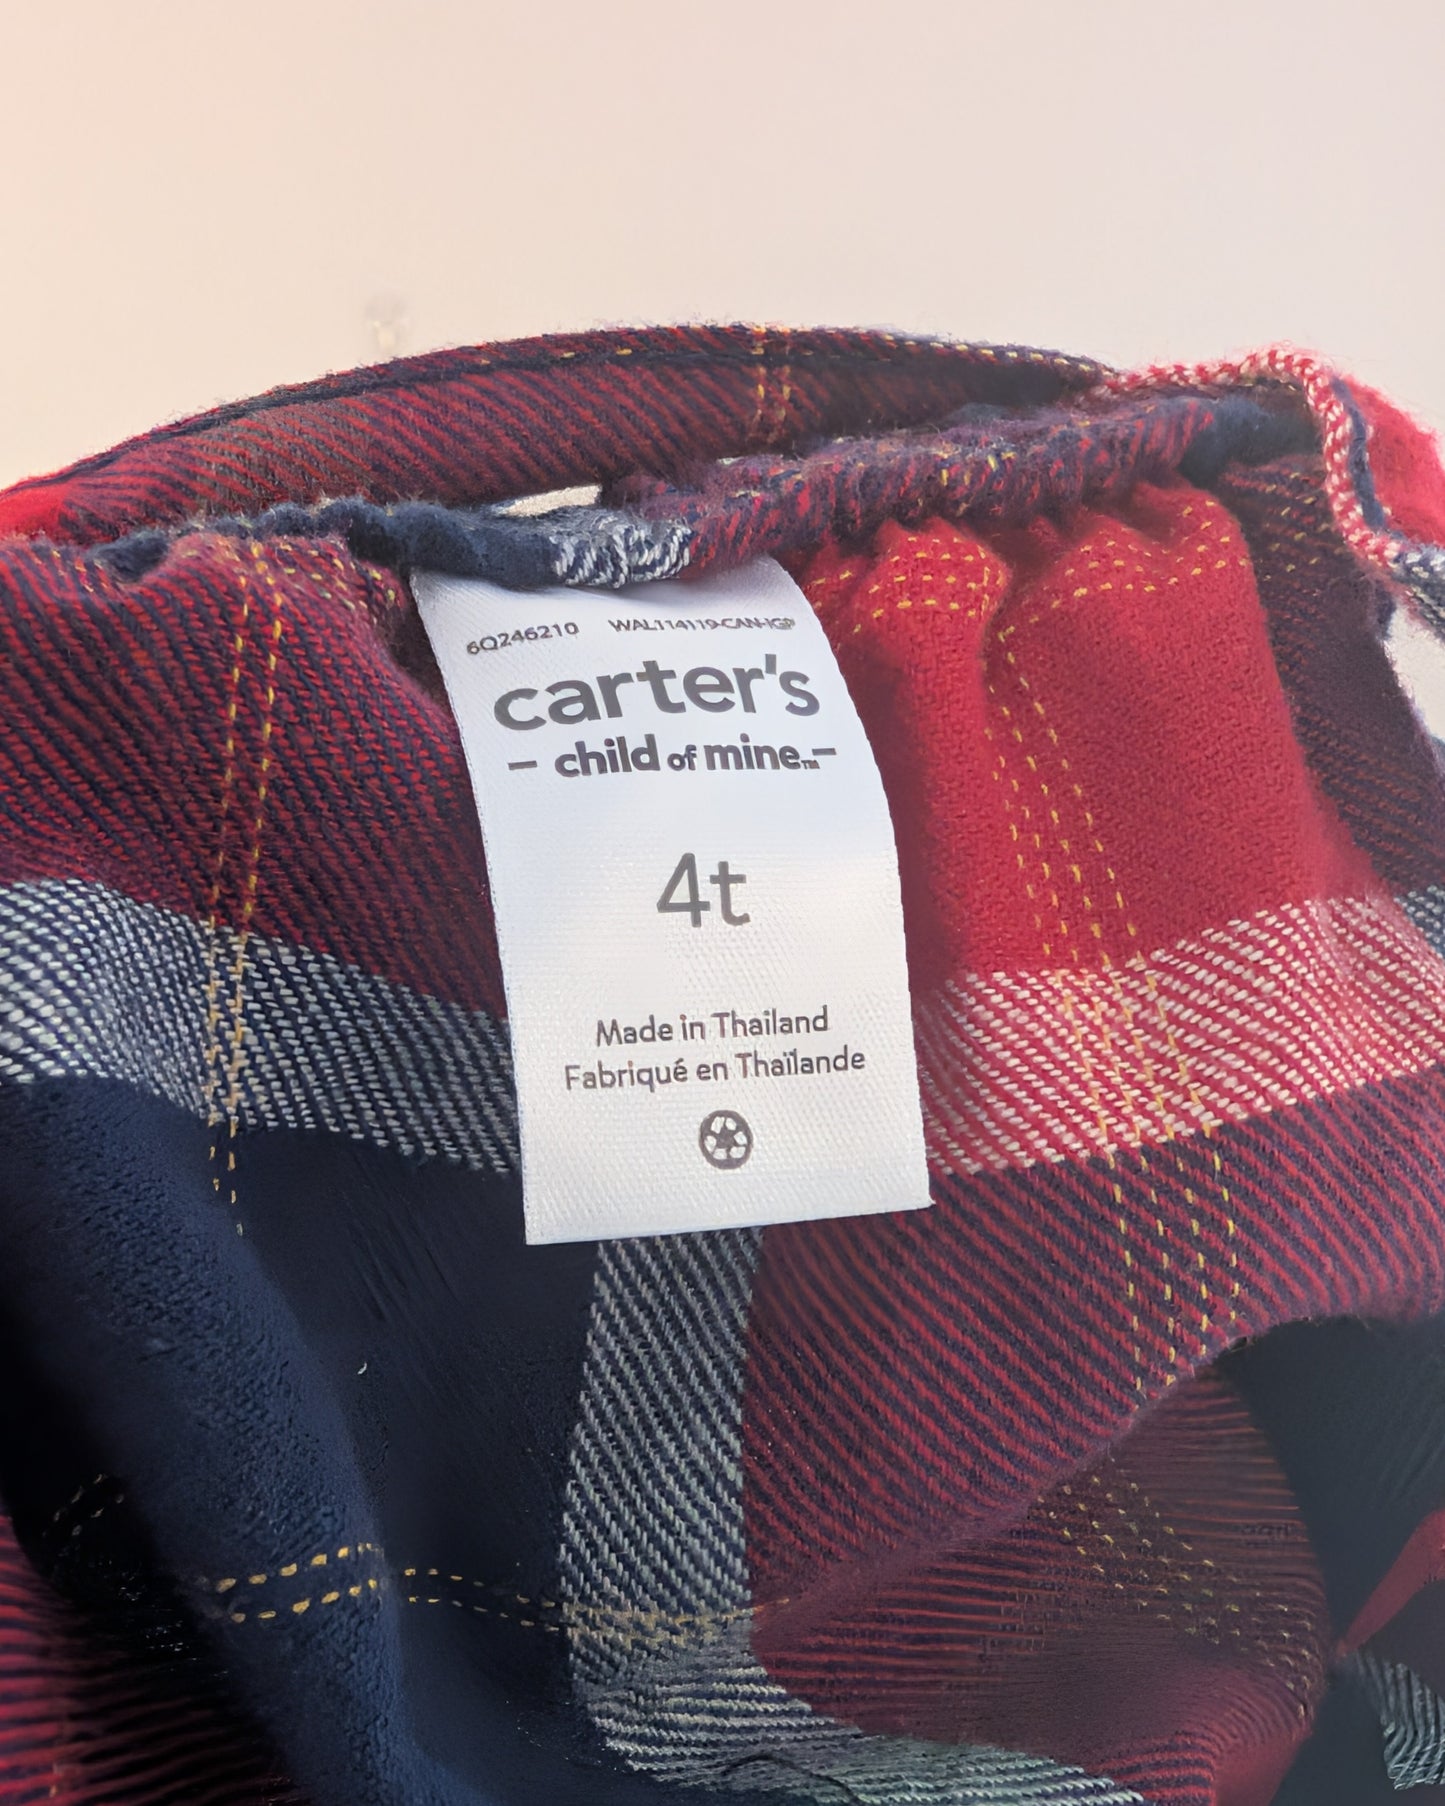 6Q246210 WAL114119-CAN-IGP
carter's
- child of mine™ -
4t
Made in Thailand
Fabriqué en Thaïlande